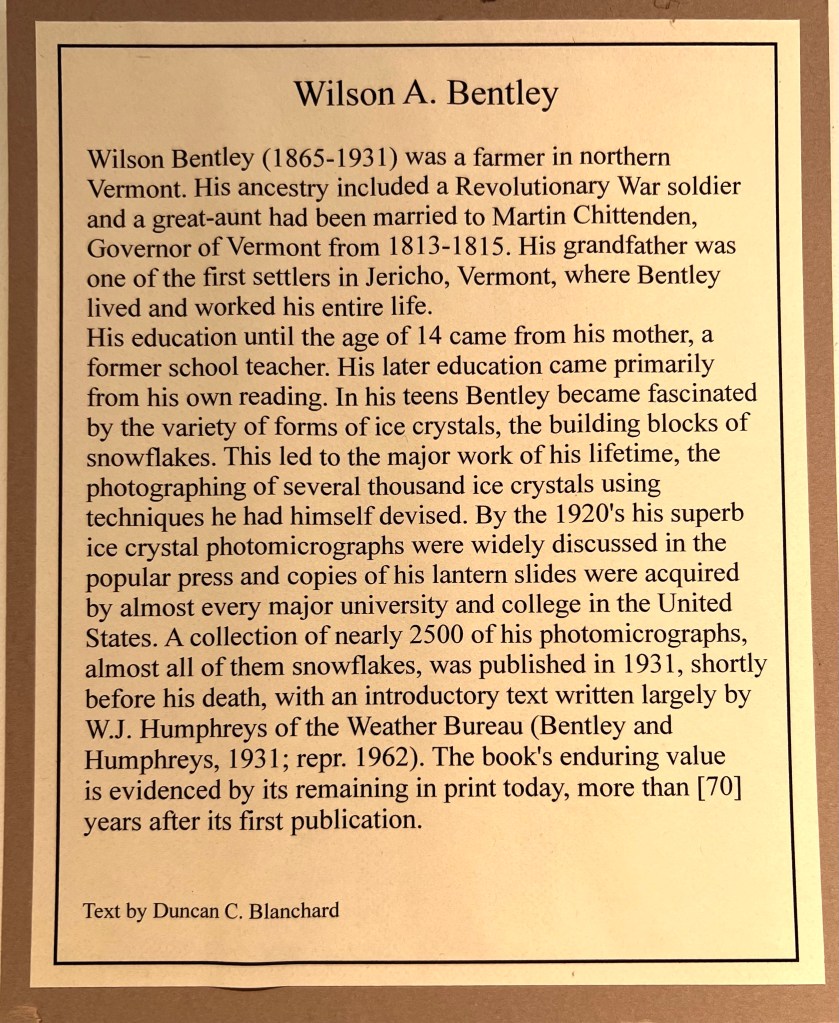 Wilson A. Bentley
Wilson Bentley (1865-1931) was a farmer in northern
Vermont. His ancestry included a Revolutionary War soldier
and a great-aunt had been married to Martin Chittenden,
Governor of Vermont from 1813-1815. His grandfather was
one of the first settlers in Jericho, Vermont, where Bentley
lived and worked his entire life.
His education until the age of 14 came from his mother, a
former school teacher. His later education came primarily
from his own reading. In his teens Bentley became fascinated
by the variety of forms of ice crystals, the building blocks of
snowflakes. This led to the major work of his lifetime, the
photographing of several thousand ice crystals using
techniques he had himself devised. By the 1920's his superb
ice crystal photomicrographs were widely discussed in the
popular press and copies of his lantern slides were acquired
by almost every major university and college in the United
States. A collection of nearly 2500 of his photomicrographs,
almost all of them snowflakes, was published in 1931, shortly
before his death, with an introductory text written largely by
W.J. Humphreys of the Weather Bureau (Bentley and
Humphreys, 1931; repr. 1962). The book's enduring value
is evidenced by its remaining in print today, more than [70]
years after its first publication.
Text by Duncan C. Blanchard